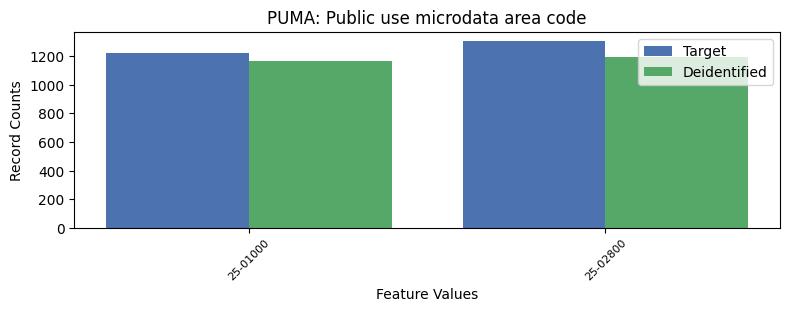 PUMA: Public use microdata area code
Target
Deidentified
Record Counts
1200
1000
800
600
400
200
0
25-01000
25-02800
Feature Values